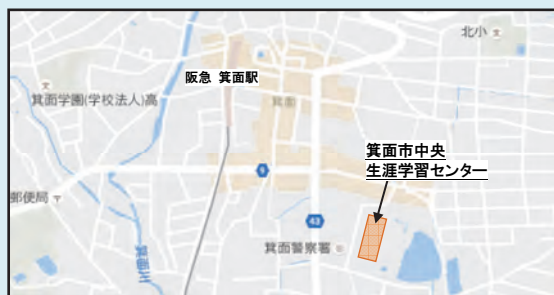 北小
阪急 箕面駅
箕面
箕面学園(学校法人)高
箕面市中央
生涯学習センター
9
郵便局
43
箕面警察署
箕面川